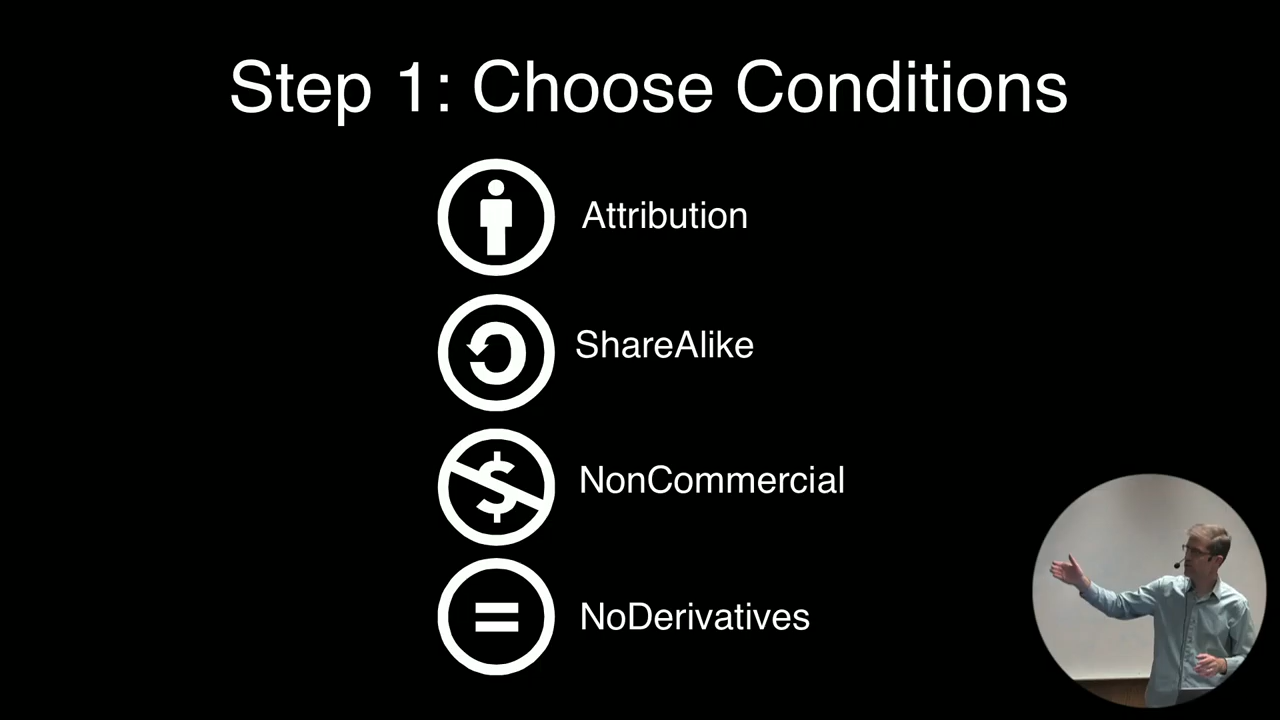 Step 1: Choose Conditions
Attribution
ShareAlike
NonCommercial
NoDerivatives